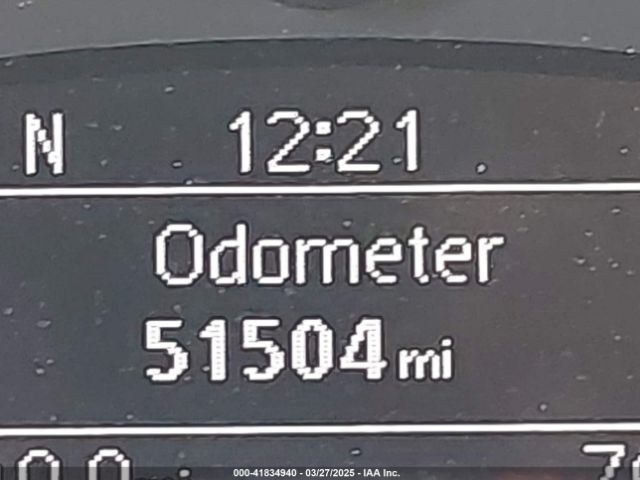 N 12:21
Odometer
51504 mi
000-41834940 - 03/27/2025 - IAA Inc.